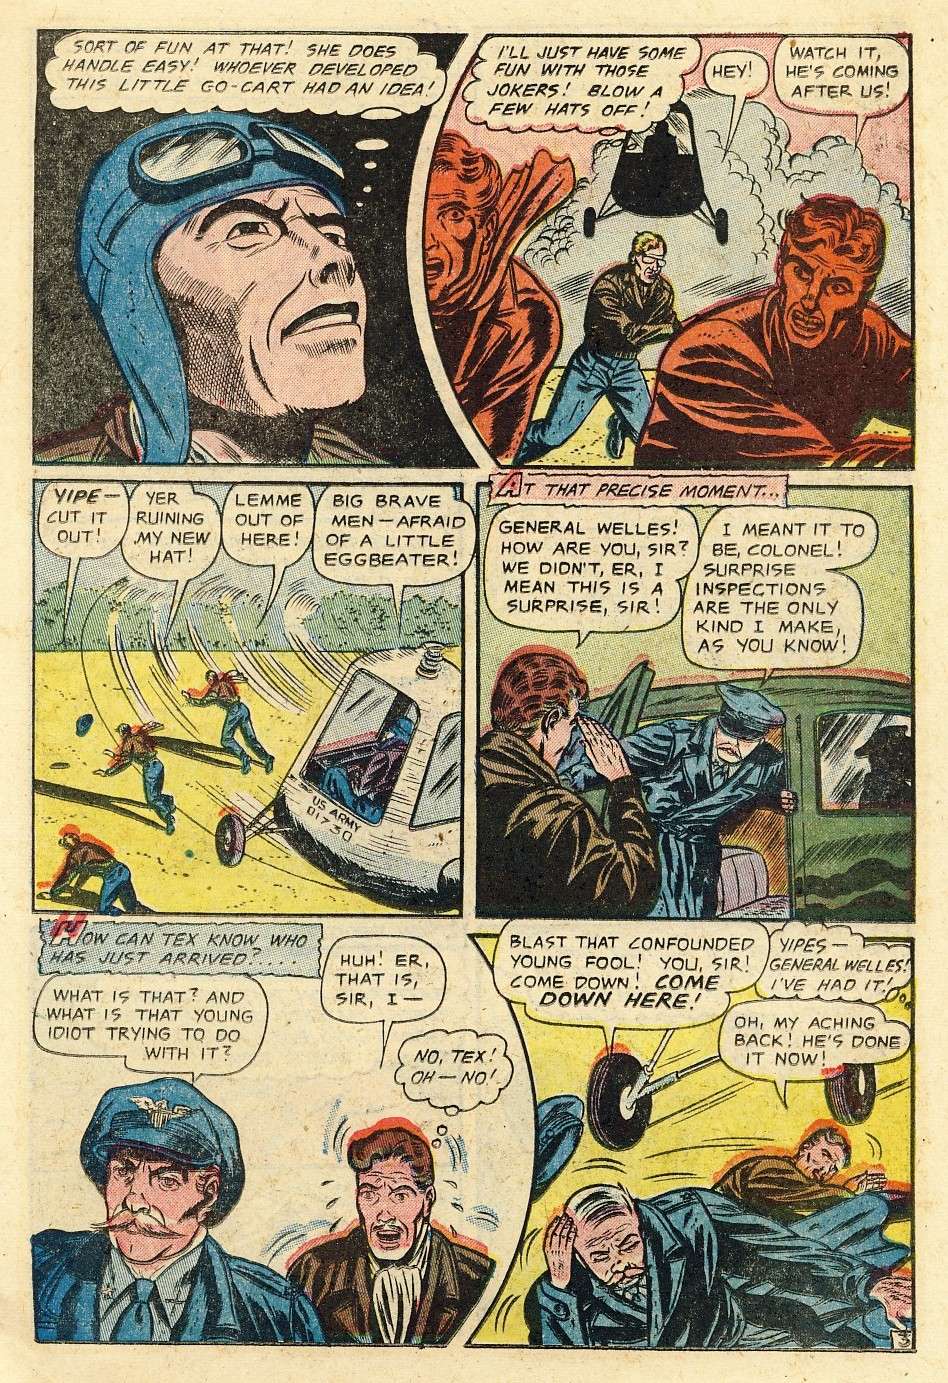 SORT OF FUN AT THAT! SHE DOES
HANDLE EASY! WHOEVER DEVELOPED
THIS LITTLE GO-CART HAD AN IDEA!
I'LL JUST HAVE SOME
FUN WITH THOSE
JOKERS! BLOW A
FEW HATS OFF!
HEY!
WATCH IT,
HE'S COMING
AFTER US!
YIPE—
CUT IT
OUT!
YER
RUINING
MY NEW
HAT!
LEMME
OUT OF
HERE!
BIG BRAVE
MEN—AFRAID
OF A LITTLE
EGGBEATER!
U.S. ARMY
01230
AT THAT PRECISE MOMENT...
GENERAL WELLES!
HOW ARE YOU, SIR?
WE DIDN'T, ER, I
MEAN THIS IS A
SURPRISE, SIR!
I MEANT IT TO
BE, COLONEL!
SURPRISE
INSPECTIONS
ARE THE ONLY
KIND I MAKE,
AS YOU KNOW!
HOW CAN TEX KNOW WHO
HAS JUST ARRIVED?....
WHAT IS THAT? AND
WHAT IS THAT YOUNG
IDIOT TRYING TO DO
WITH IT?
HUH! ER,
THAT IS,
SIR, I—
NO, TEX!
OH—NO!
BLAST THAT CONFOUNDED
YOUNG FOOL! YOU, SIR!
COME DOWN! COME
DOWN HERE!
YIPES—
GENERAL WELLES!
I'VE HAD IT!
OH, MY ACHING
BACK! HE'S DONE
IT NOW!
3